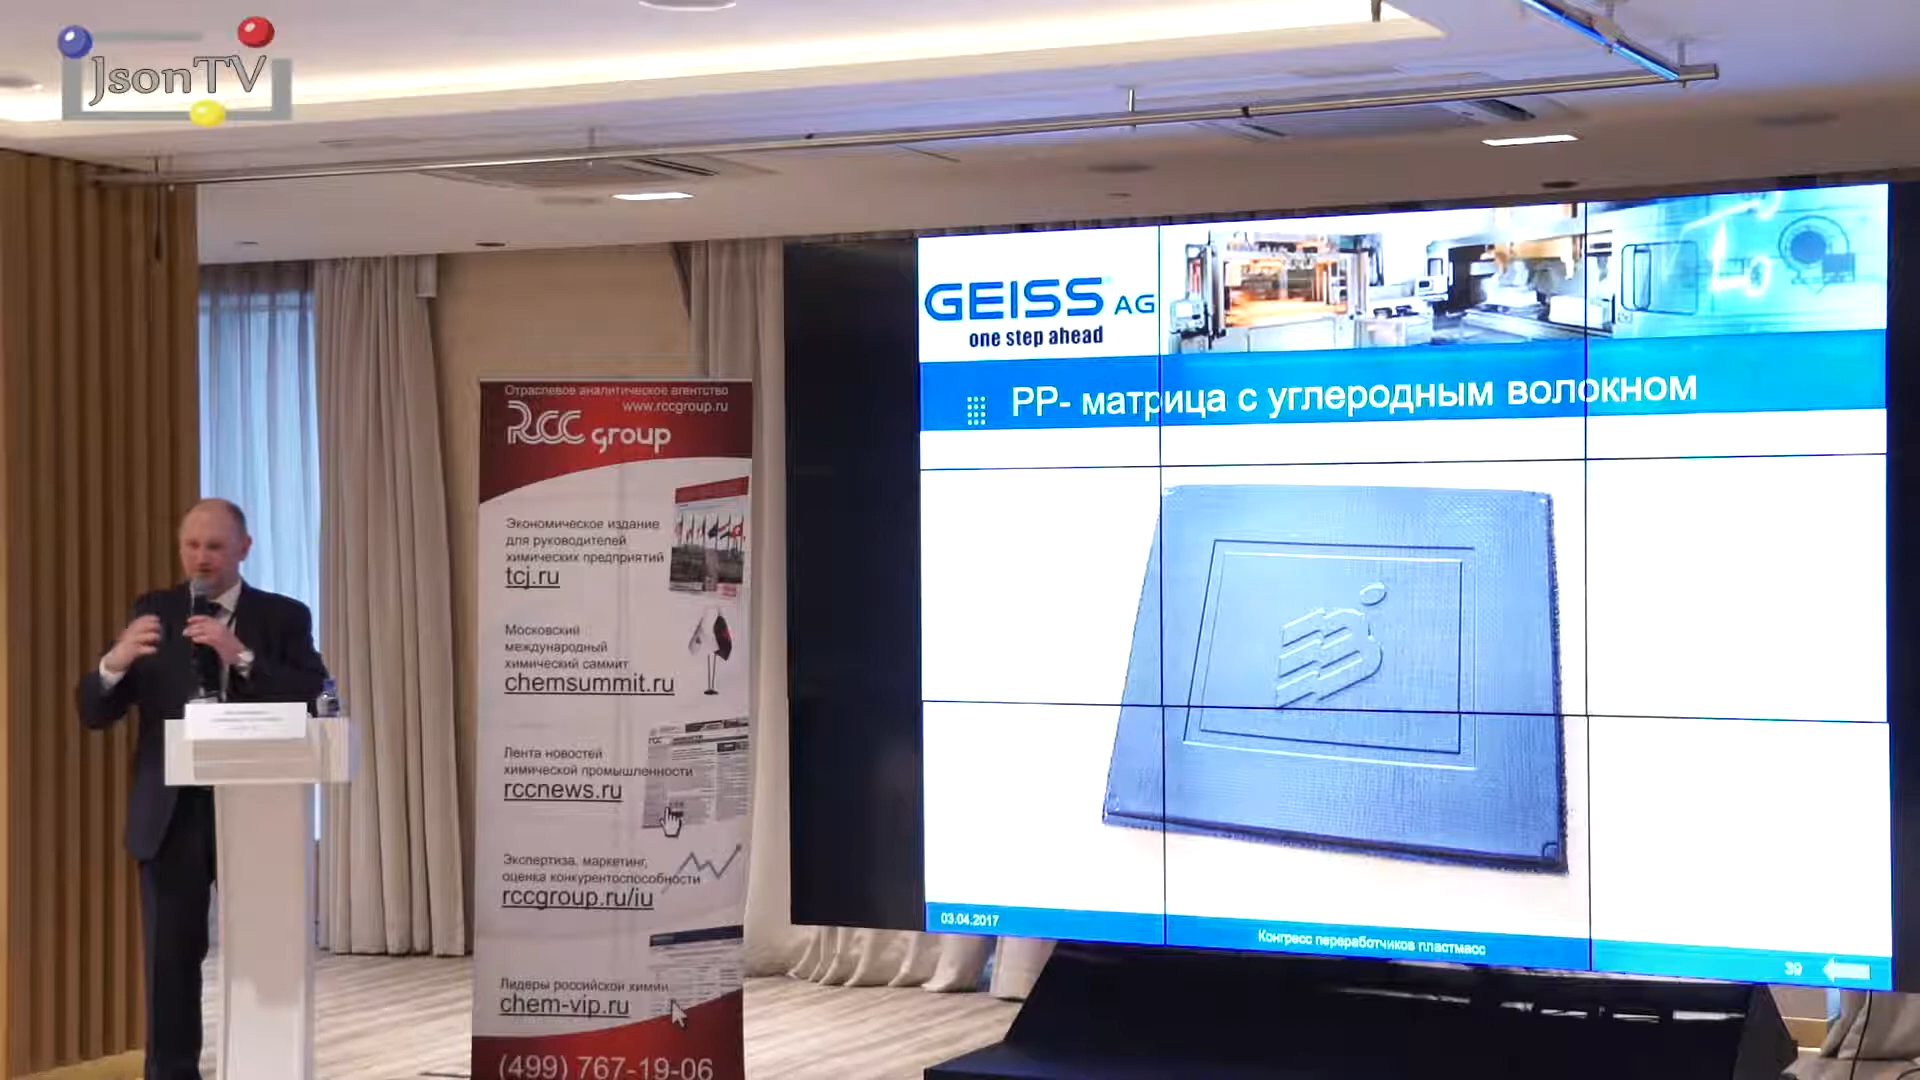 JsonTV
Отраслевое аналитическое агентство
www.rccgroup.ru
RCC group
Экономическое издание
для руководителей
химических предприятий
tcj.ru
Московский
международный
химический саммит
chemsummit.ru
Лента новостей
химической промышленности
rccnews.ru
Экспертиза, маркетинг,
оценка конкурентоспособности
rccgroup.ru/iu
Лидеры российской химии
chem-vip.ru
(499) 767-19-06
GEISS AG
one step ahead
PP- матрица с углеродным волокном
03.04.2017
Конгресс переработчиков пластмасс
39